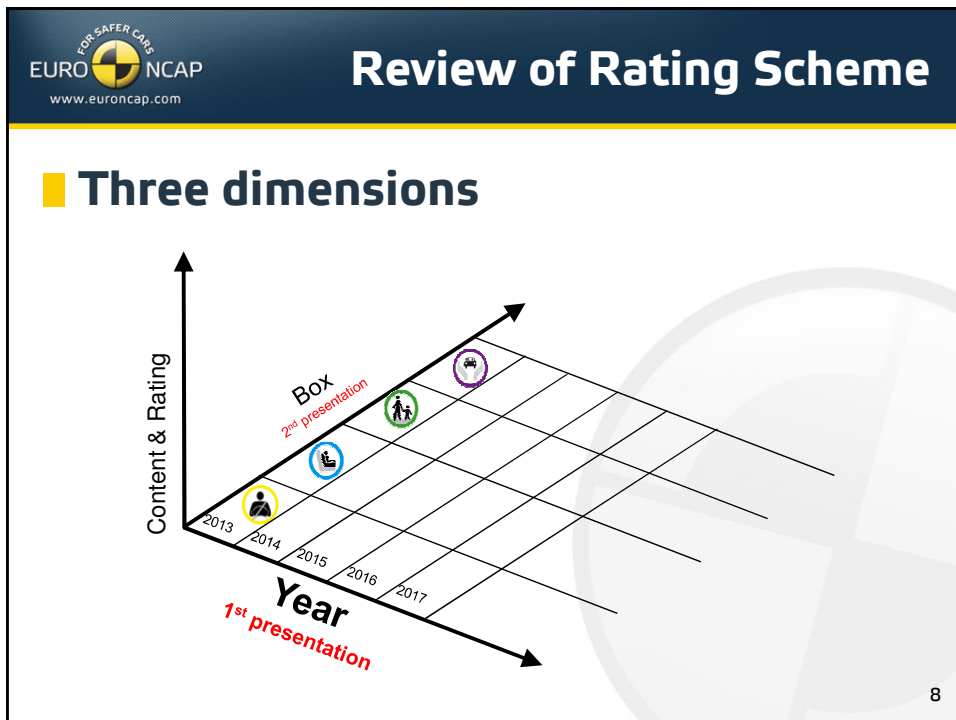 FOR SAFER CARS
EURO NCAP
www.euroncap.com
Review of Rating Scheme
Three dimensions
Content & Rating
Box
2nd presentation
2013
2014
2015
2016
2017
Year
1st presentation
8